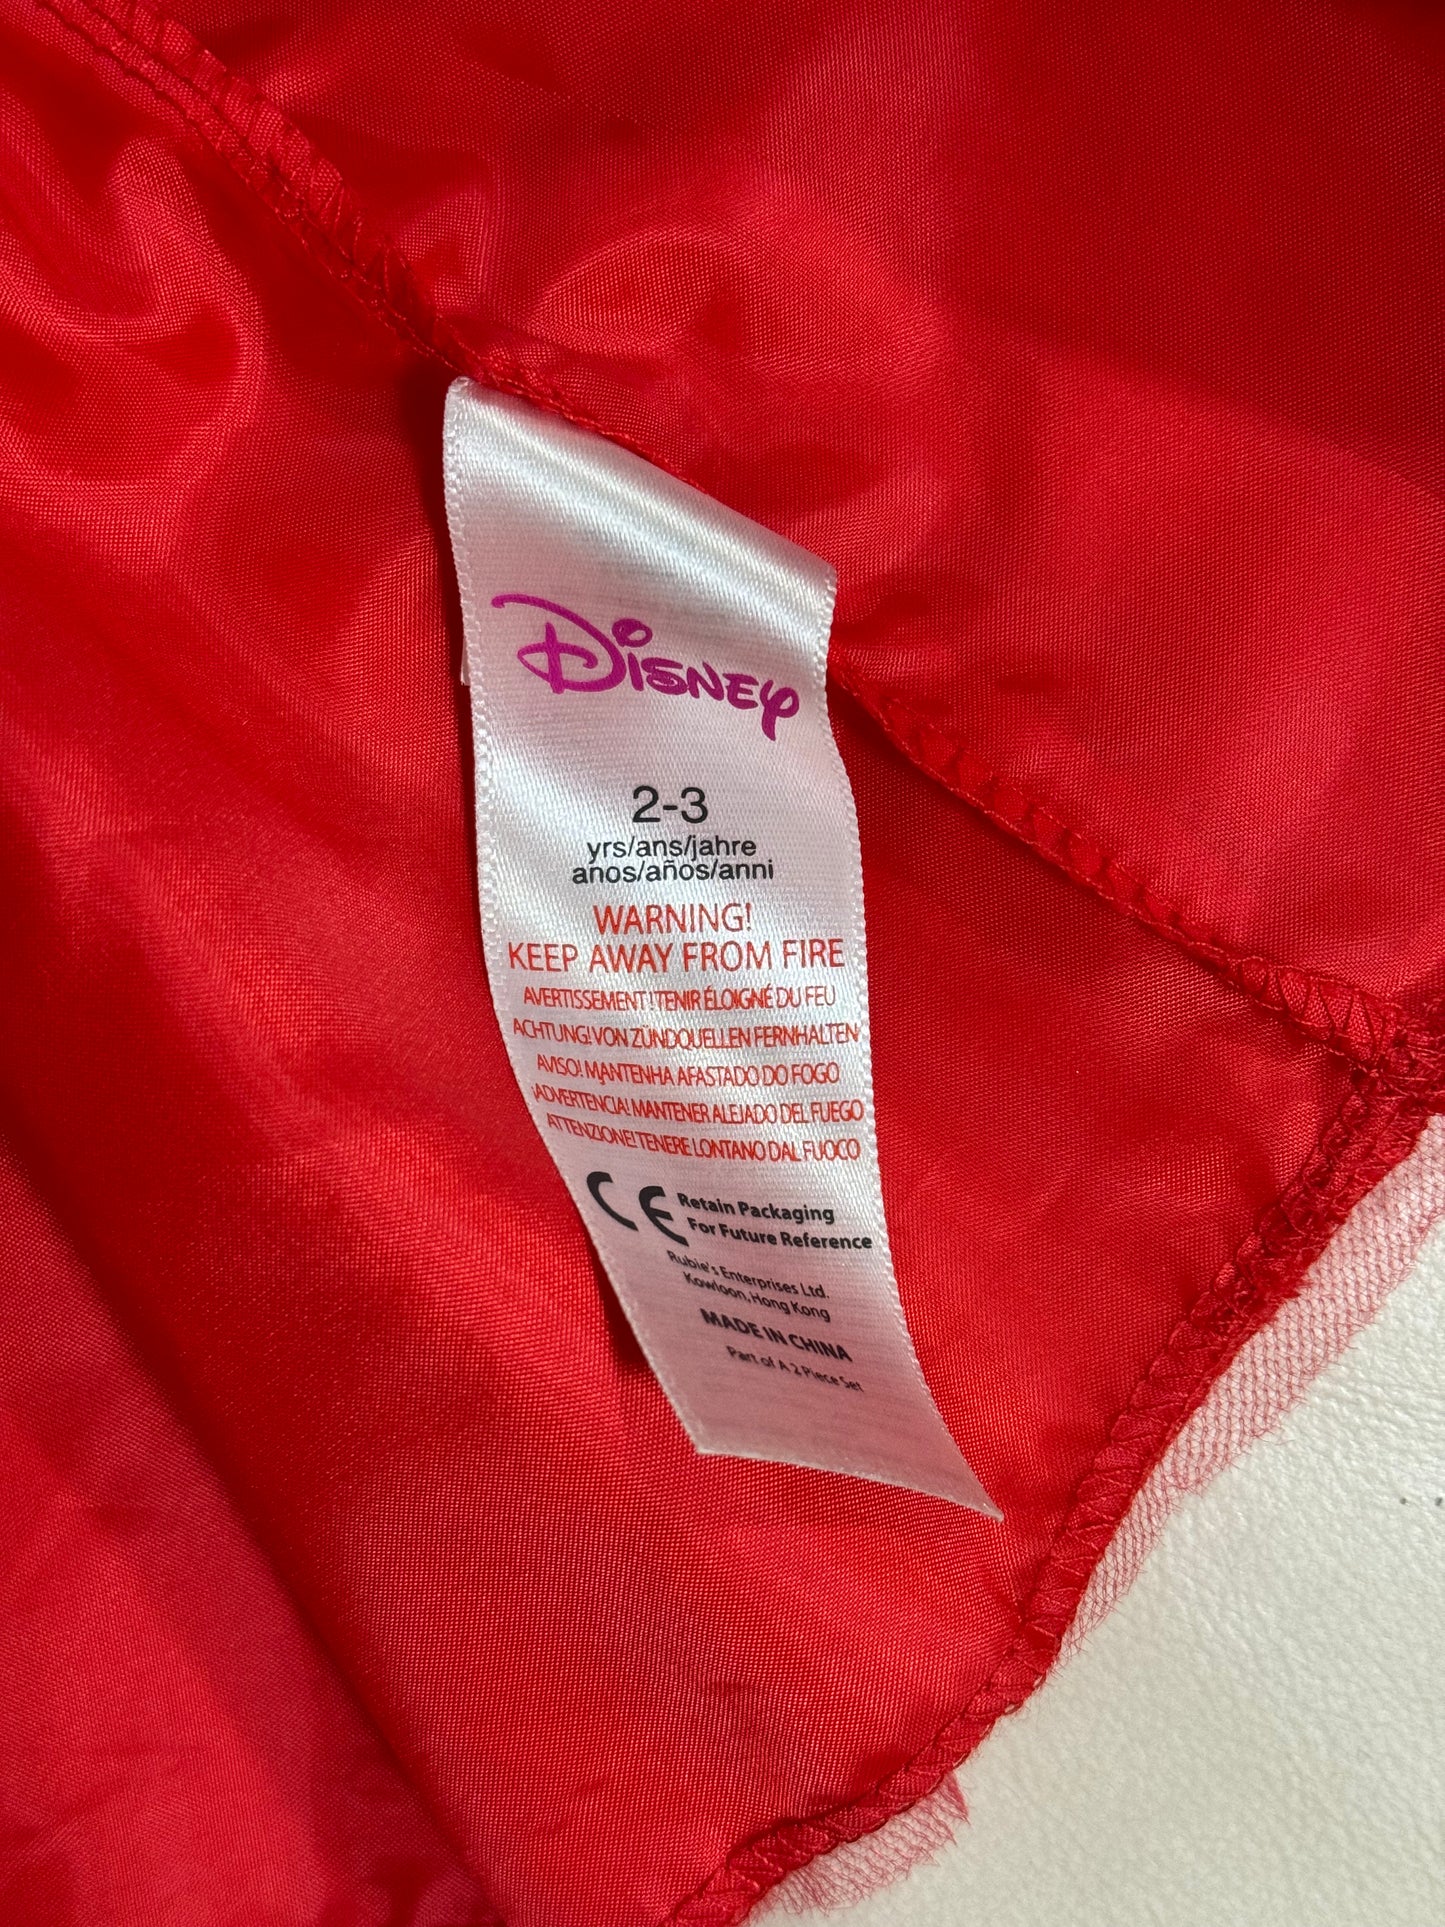 Disney
2-3
yrs/ans/jahre
anos/años/anni
WARNING!
KEEP AWAY FROM FIRE
AVERTISSEMENT ! TENIR ÉLOIGNÉ DU FEU
ACHTUNG! VON ZÜNDQUELLEN FERNHALTEN
AVISO! MANTENHA AFASTADO DO FOGO
¡ADVERTENCIA! MANTENER ALEJADO DEL FUEGO
ATTENZIONE! TENERE LONTANO DAL FUOCO
CE Retain Packaging
For Future Reference
Rubie's Enterprises Ltd.
Kowloon, Hong Kong
MADE IN CHINA
Part of A 2 Piece Set